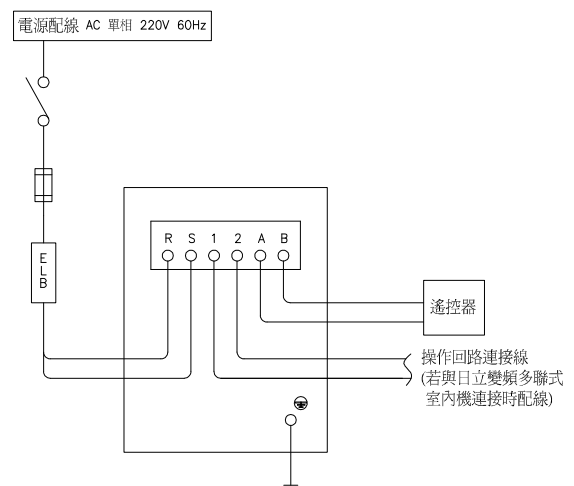 電源配線 AC 單相 220V 60Hz
ELB
R S 1 2 A B
遙控器
操作回路連接線
(若與日立變頻多聯式
室內機連接時配線)